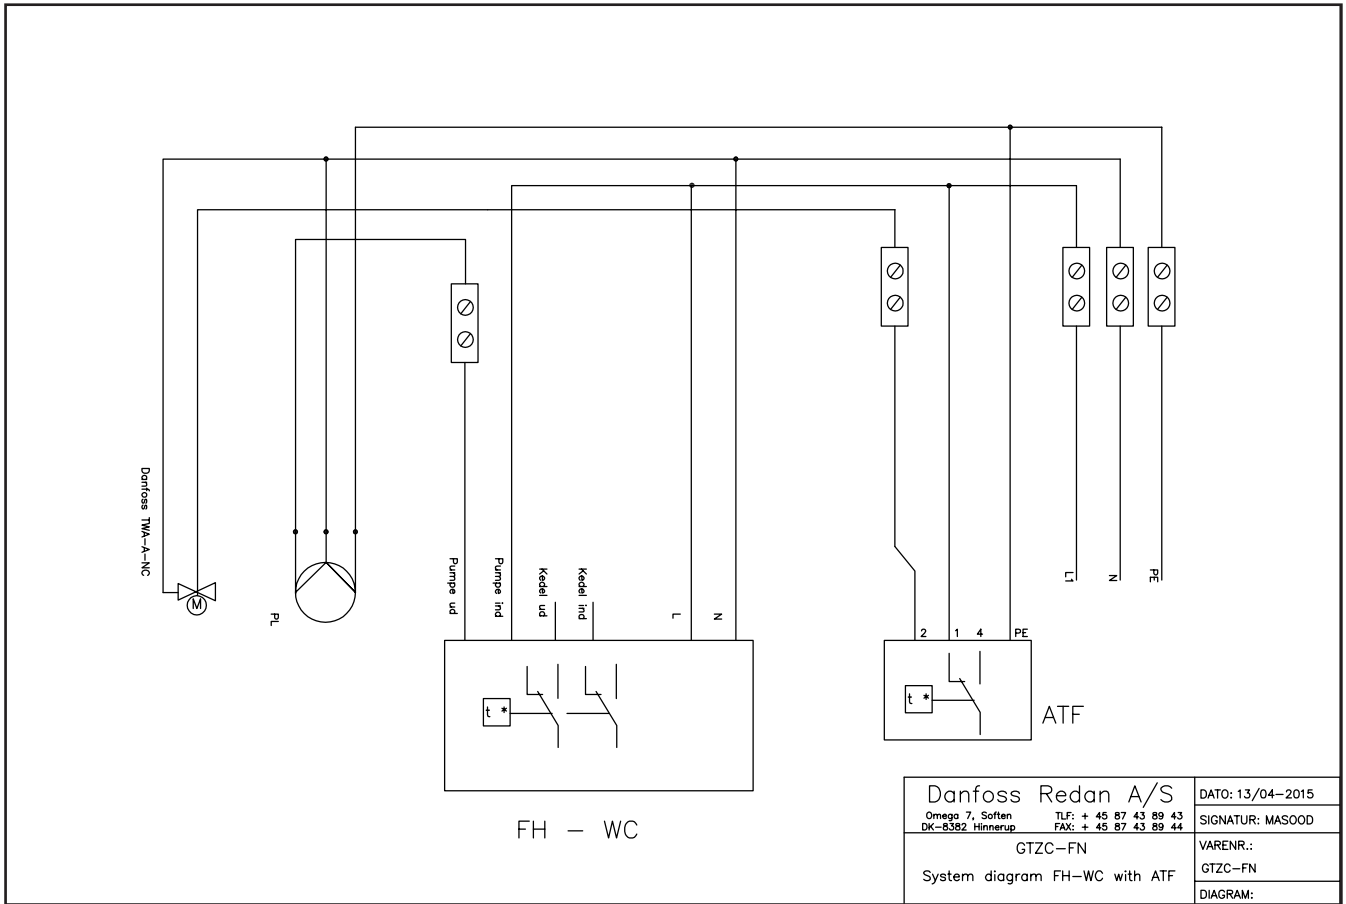 Danfoss TWA-A-NC
M
PL
Pumpe ud
Pumpe ind
Kedel ud
Kedel ind
L
N
L1
N
PE
2 1 4 PE
t *
t *
ATF
FH - WC
Danfoss Redan A/S
Omega 7, Soften TLF: + 45 87 43 89 43
DK-8382 Hinnerup FAX: + 45 87 43 89 44
GTZC-FN
System diagram FH-WC with ATF
DATO: 13/04-2015
SIGNATUR: MASOOD
VARENR.:
GTZC-FN
DIAGRAM: